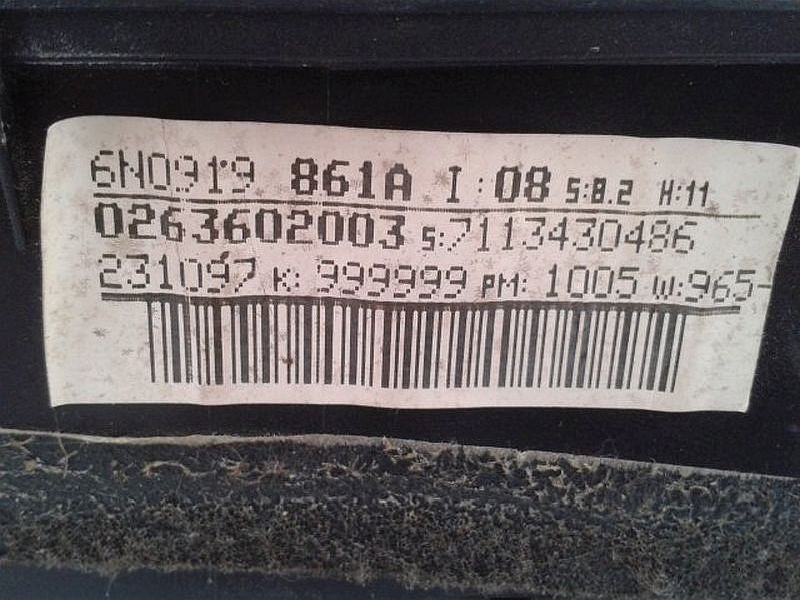 6N0919 861A I:08 S:8.2 H:11
0263602003 S:7113430486
231097 K: 999999 PM: 1005 W:965-